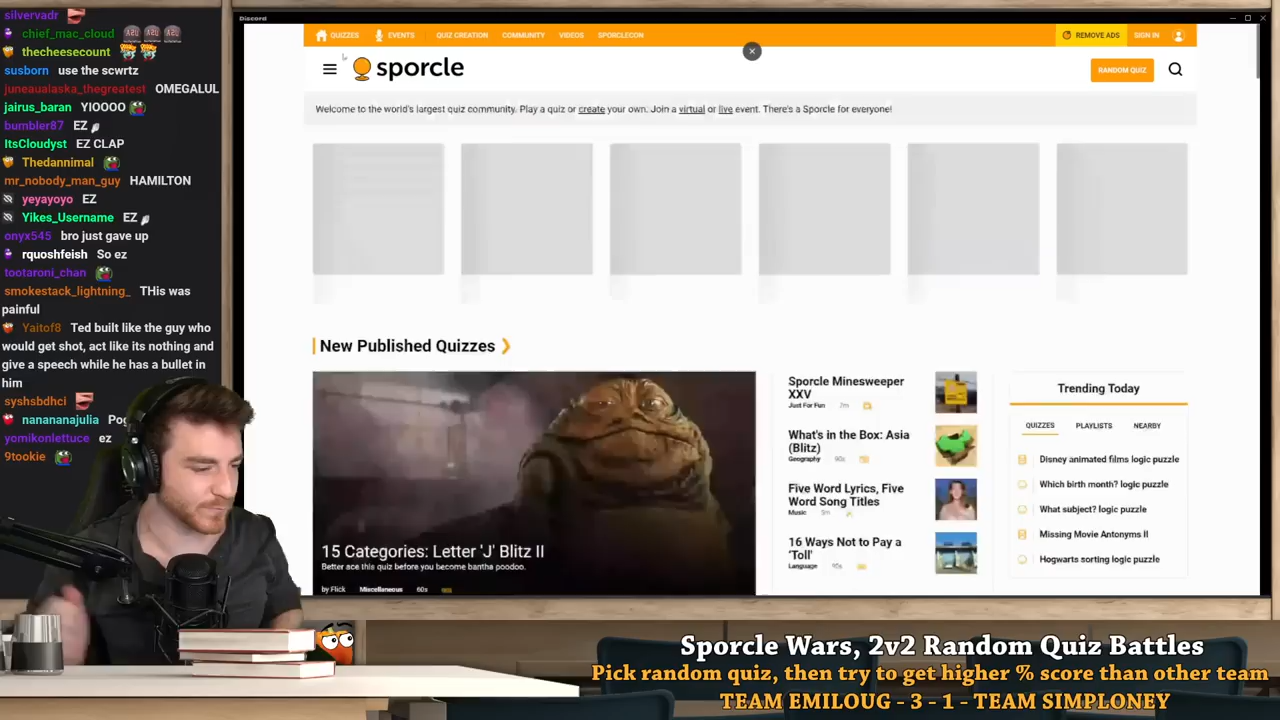 silvervadr
chief_mac_cloud
thecheesecount
susborn use the scwrtz
juneaualaska_thegreatest OMEGALUL
jairus_baran YIOOOO
bumbler87 EZ
ItsCloudyst EZ CLAP
Thedannimal
mr_nobody_man_guy HAMILTON
yeyayoyo EZ
Yikes_Username EZ
onyx545 bro just gave up
rquoshfeish So ez
tootaroni_chan
smokestack_lightning_ THis was
painful
Yaitof8 Ted built like the guy who
would get shot, act like its nothing and
give a speech while he has a bullet in
him
syshsbdhci
nanananajulia
yomikonlettuce ez
9tookie
Discord
QUIZZES EVENTS QUIZ CREATION COMMUNITY VIDEOS SPORCLECON REMOVE ADS SIGN IN
sporcle RANDOM QUIZ
Welcome to the world's largest quiz community. Play a quiz or create your own. Join a virtual or live event. There's a Sporcle for everyone!
New Published Quizzes
15 Categories: Letter 'J' Blitz II
Better ace this quiz before you become bantha poodoo.
by Flick Miscellaneous 60s
Sporcle Minesweeper
XXV
Just For Fun 7m
What's in the Box: Asia
(Blitz)
Geography 60s
Five Word Lyrics, Five
Word Song Titles
Music 5m
16 Ways Not to Pay a
'Toll'
Language 90s
Trending Today
QUIZZES PLAYLISTS NEARBY
Disney animated films logic puzzle
Which birth month? logic puzzle
What subject? logic puzzle
Missing Movie Antonyms II
Hogwarts sorting logic puzzle
Sporcle Wars, 2v2 Random Quiz Battles
Pick random quiz, then try to get higher % score than other team
TEAM EMILOUG - 3 - 1 - TEAM SIMPLONEY